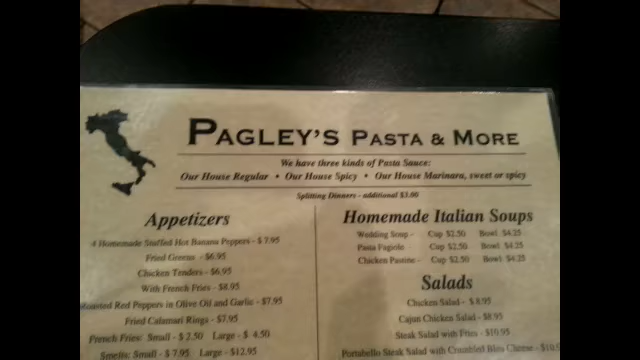 PAGLEY'S PASTA & MORE
We have three kinds of Pasta Sauce:
Our House Regular • Our House Spicy • Our House Marinara, sweet or spicy
Splitting Dinners - additional $3.00
Appetizers
4 Homemade Stuffed Hot Banana Peppers - $7.95
Fried Greens - $6.95
Chicken Tenders - $6.95
With French Fries - $8.95
Roasted Red Peppers in Olive Oil and Garlic - $7.95
Fried Calamari Rings - $7.95
French Fries: Small - $2.50 Large - $4.50
Smelts: Small - $7.95 Large - $12.95
Homemade Italian Soups
Wedding Soup - Cup $2.50 Bowl $4.25
Pasta Fagiole - Cup $2.50 Bowl $4.25
Chicken Pastine - Cup $2.50 Bowl $4.25
Salads
Chicken Salad - $8.95
Cajun Chicken Salad - $8.95
Steak Salad with Fries - $10.95
Portabello Steak Salad with Crumbled Bleu Cheese -